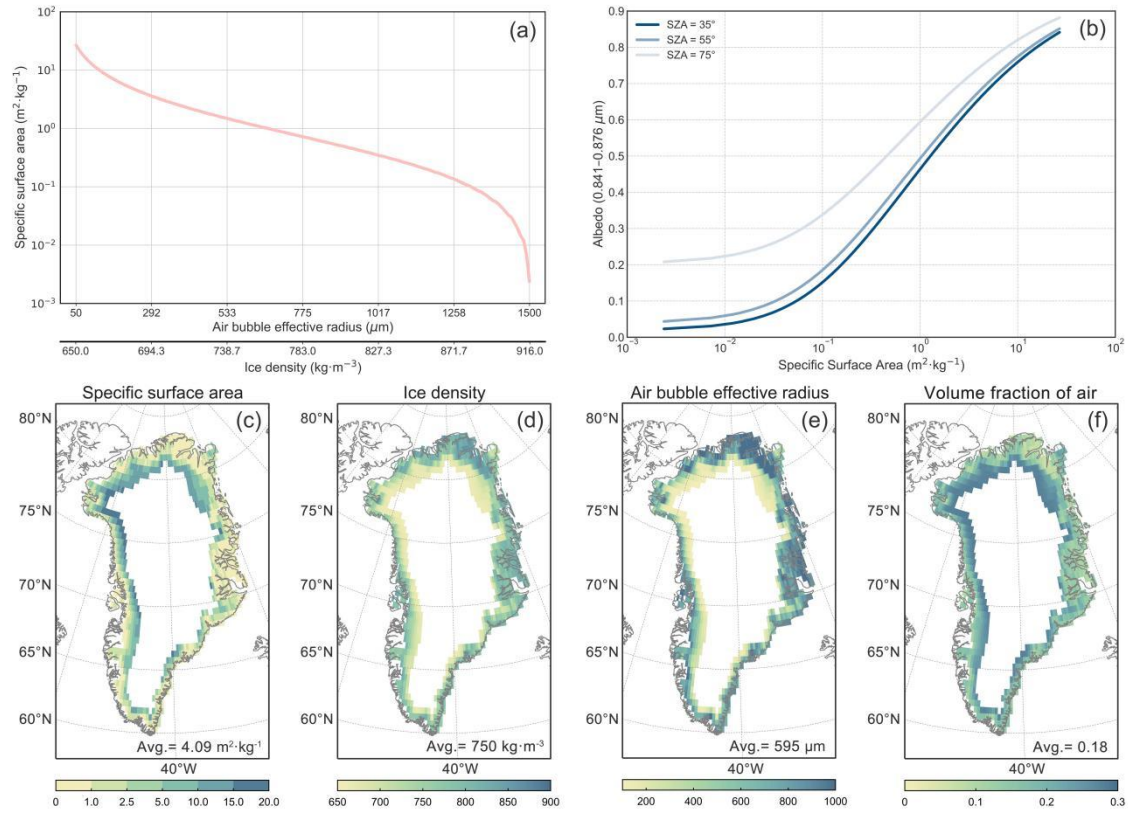 (a)
Specific surface area (m²·kg⁻¹)
10²
10¹
10⁰
10⁻¹
10⁻²
10⁻³
50 292 533 775 1017 1258 1500
Air bubble effective radius (μm)
650.0 694.3 738.7 783.0 827.3 871.7 916.0
Ice density (kg·m⁻³)
(b)
SZA = 35°
SZA = 55°
SZA = 75°
Albedo (0.841–0.876 μm)
0.9
0.8
0.7
0.6
0.5
0.4
0.3
0.2
0.1
0.0
10⁻³ 10⁻² 10⁻¹ 10⁰ 10¹ 10²
Specific Surface Area (m²·kg⁻¹)
Specific surface area
(c)
80°N
75°N
70°N
65°N
60°N
Avg.= 4.09 m²·kg⁻¹
40°W
0 1.0 2.5 5.0 10.0 15.0 20.0
Ice density
(d)
80°N
75°N
70°N
65°N
60°N
Avg.= 750 kg·m⁻³
40°W
650 700 750 800 850 900
Air bubble effective radius
(e)
80°N
75°N
70°N
65°N
60°N
Avg.= 595 μm
40°W
200 400 600 800 1000
Volume fraction of air
(f)
80°N
75°N
70°N
65°N
60°N
Avg.= 0.18
40°W
0 0.1 0.2 0.3